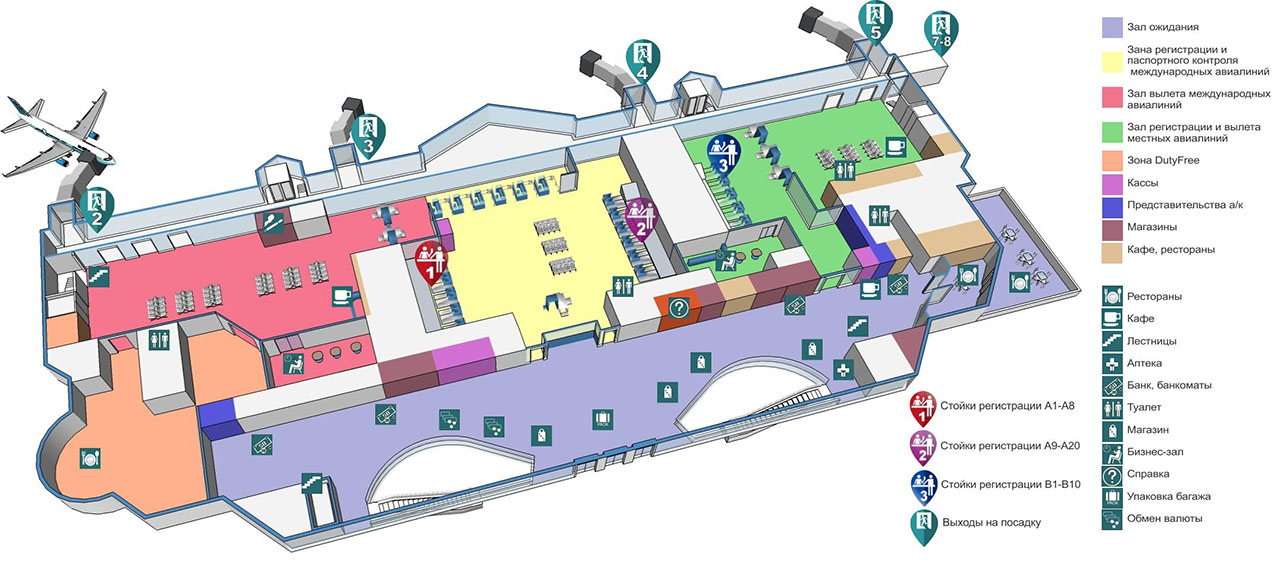 5
7-8
4
3
2
3
2
1
Зал ожидания
Зана регистрации и
паспортного контроля
международных авиалиний
Зал вылета международных
авиалиний
Зал регистрации и вылета
местных авиалиний
Зона DutyFree
Кассы
Представительства а/к
Магазины
Кафе, рестораны
Рестораны
Кафе
Лестницы
Аптека
Банк, банкоматы
Туалет
Магазин
Бизнес-зал
Справка
Упаковка багажа
Обмен валюты
1
Стойки регистрации А1-А8
2
Стойки регистрации А9-А20
3
Стойки регистрации В1-В10
Выходы на посадку
?
?
PACK
PACK